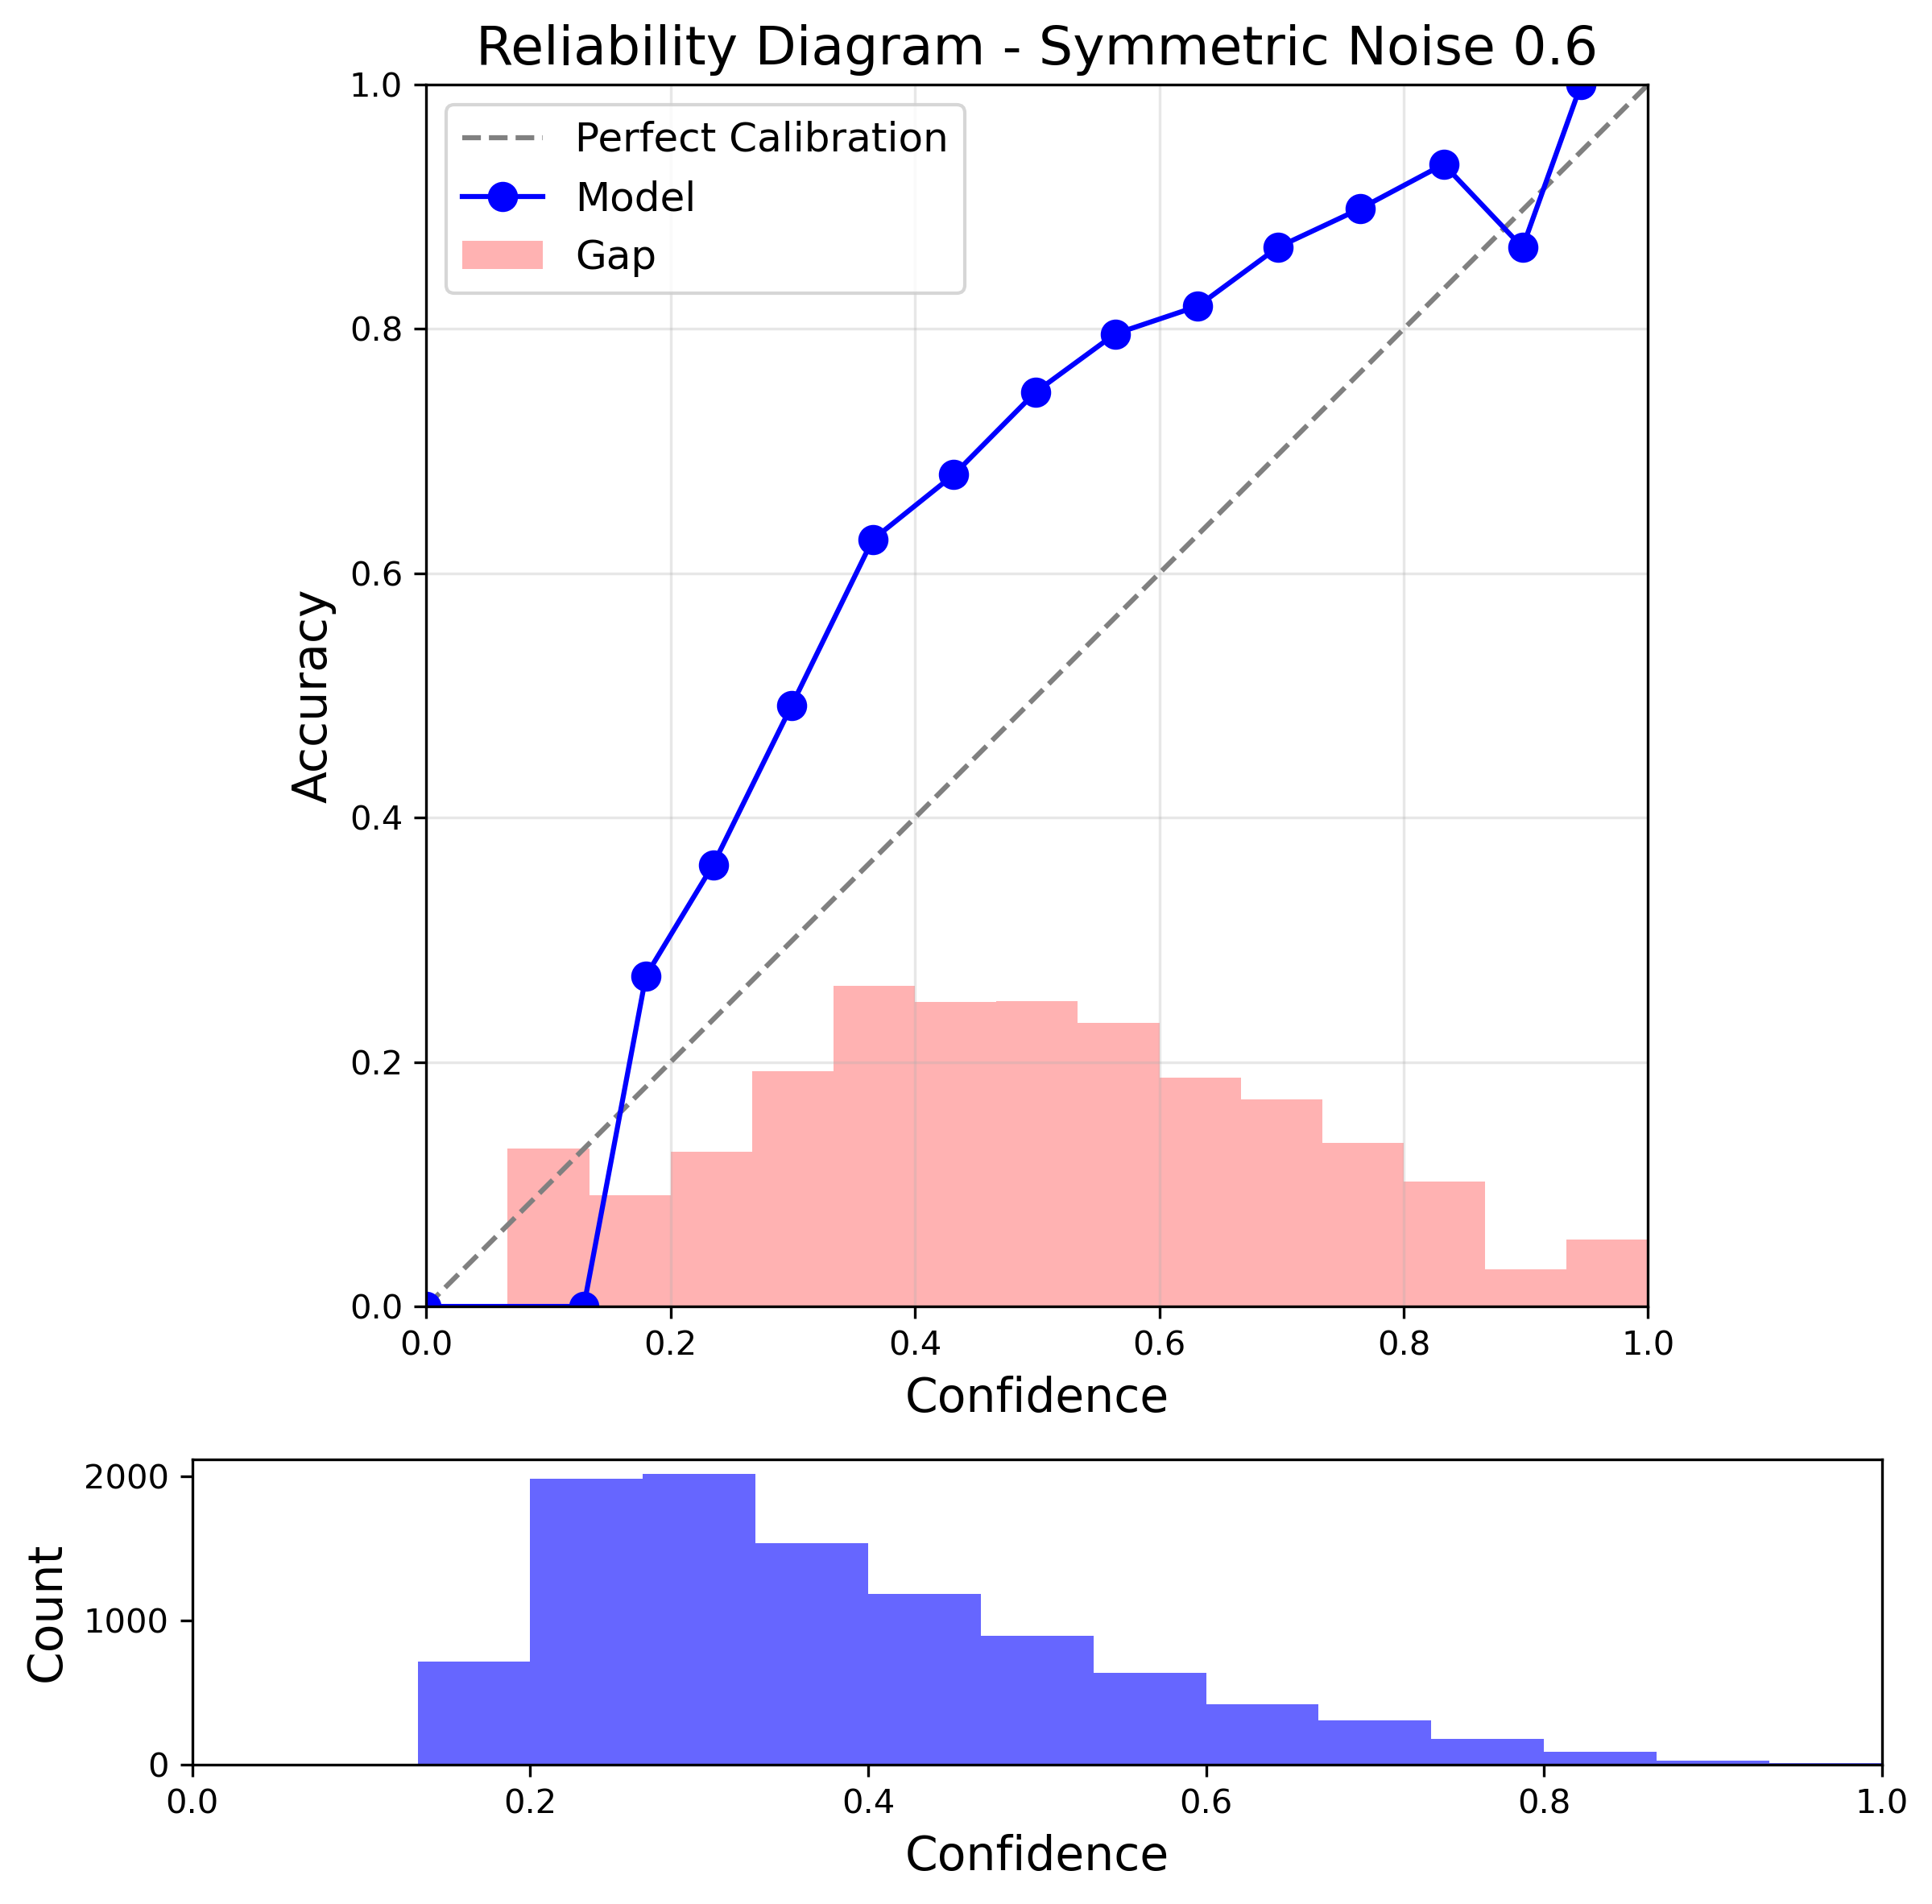 Reliability Diagram - Symmetric Noise 0.6
Perfect Calibration
Model
Gap
Accuracy
1.0
0.8
0.6
0.4
0.2
0.0
0.0 0.2 0.4 0.6 0.8 1.0
Confidence
Count
2000
1000
0
0.0 0.2 0.4 0.6 0.8 1.0
Confidence